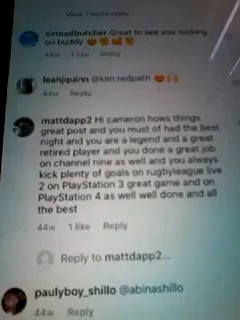 View 1 more reply
sirmadbutcher Great to see you rocking
on buddy
44w 1 like Reply
leahjquinn @kim.redpath
44w Reply
mattdapp2 Hi cameron hows things
great post and you must of had the best
night and you are a legend and a great
retired player and you done a great job
on channel nine as well and you always
kick plenty of goals on rugbyleague live
2 on PlayStation 3 great game and on
PlayStation 4 as well well done and all
the best
44w 1 like Reply
Reply to mattdapp2...
paulyboy_shillo @abinashillo
44w Reply